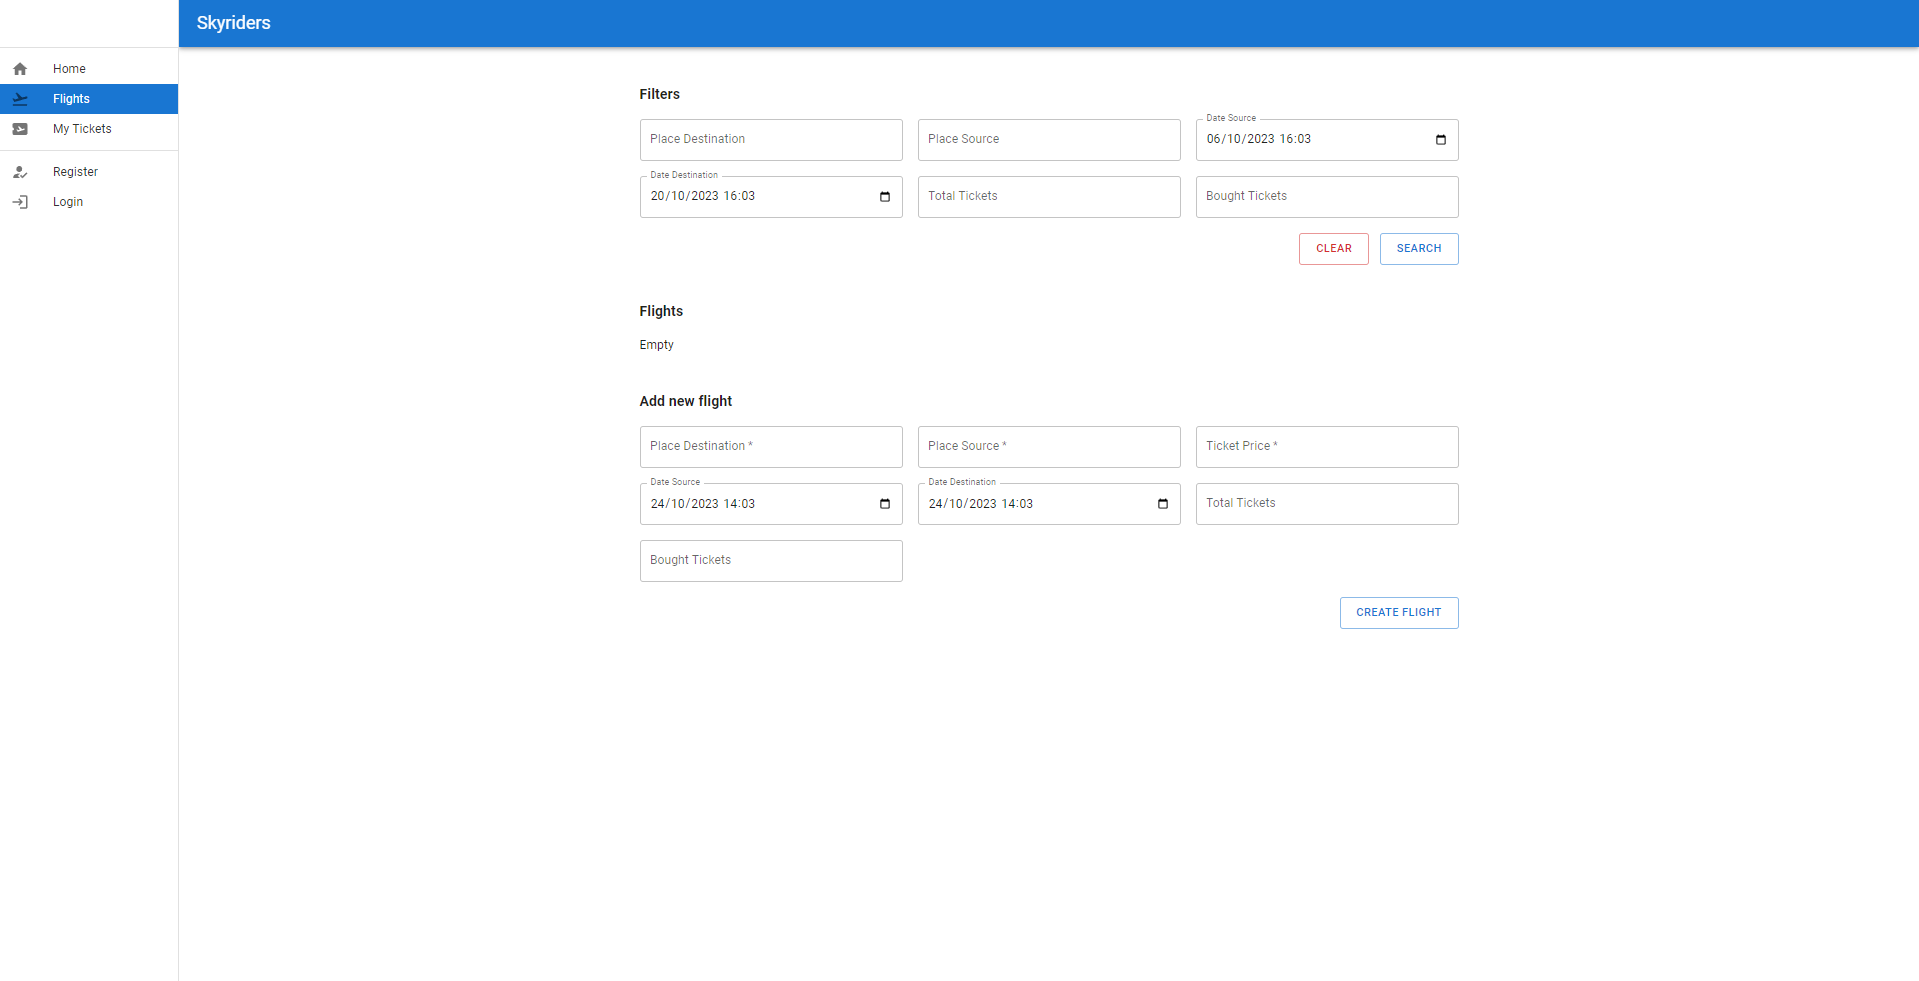 Skyriders
Home
Flights
My Tickets
Register
Login
Filters
Place Destination
Place Source
Date Source
06/10/2023 16:03
Date Destination
20/10/2023 16:03
Total Tickets
Bought Tickets
CLEAR
SEARCH
Flights
Empty
Add new flight
Place Destination *
Place Source *
Ticket Price *
Date Source
24/10/2023 14:03
Date Destination
24/10/2023 14:03
Total Tickets
Bought Tickets
CREATE FLIGHT